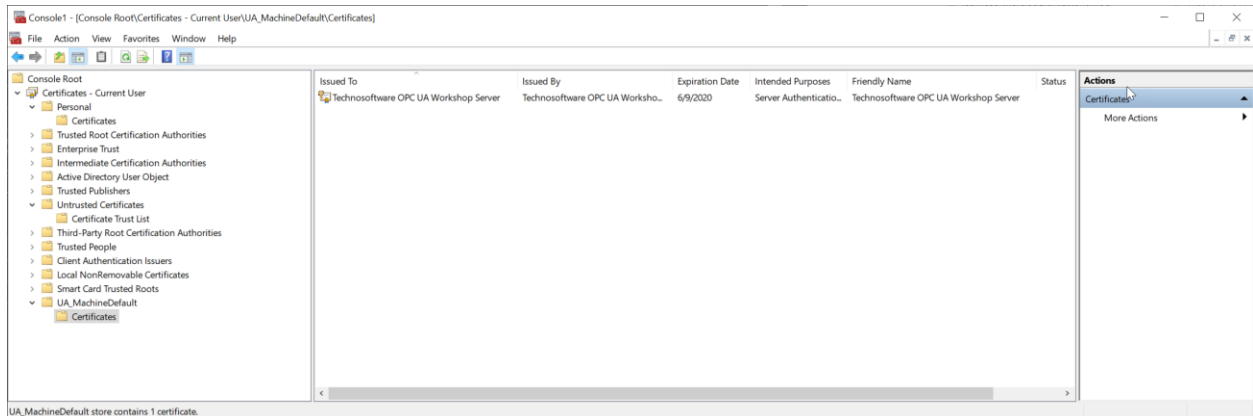 Console1 - [Console Root\Certificates - Current User\UA_MachineDefault\Certificates]
File Action View Favorites Window Help
Console Root
Certificates - Current User
Personal
Certificates
Trusted Root Certification Authorities
Enterprise Trust
Intermediate Certification Authorities
Active Directory User Object
Trusted Publishers
Untrusted Certificates
Certificate Trust List
Third-Party Root Certification Authorities
Trusted People
Client Authentication Issuers
Local NonRemovable Certificates
Smart Card Trusted Roots
UA_MachineDefault
Certificates
Issued To Issued By Expiration Date Intended Purposes Friendly Name Status
Technosoftware OPC UA Workshop Server Technosoftware OPC UA Worksho... 6/9/2020 Server Authenticatio... Technosoftware OPC UA Workshop Server
Actions
Certificates
More Actions
UA_MachineDefault store contains 1 certificate.